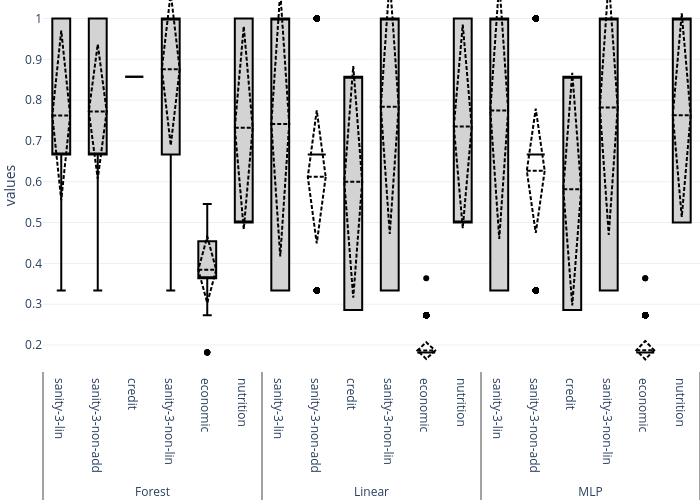 1
0.9
0.8
0.7
0.6
0.5
0.4
0.3
0.2
values
sanity-3-lin
sanity-3-non-add
credit
sanity-3-non-lin
economic
nutrition
sanity-3-lin
sanity-3-non-add
credit
sanity-3-non-lin
economic
nutrition
sanity-3-lin
sanity-3-non-add
credit
sanity-3-non-lin
economic
nutrition
Forest
Linear
MLP